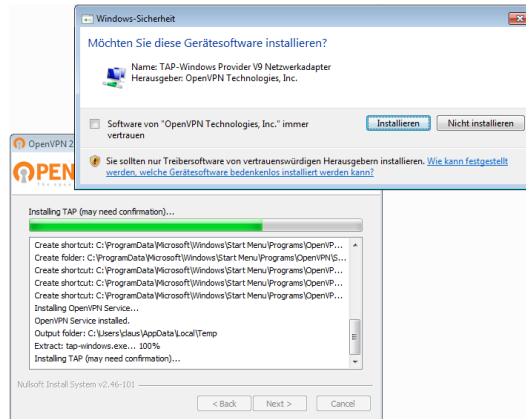 Windows-Sicherheit
Möchten Sie diese Gerätesoftware installieren?
Name: TAP-Windows Provider V9 Netzwerkadapter
Herausgeber: OpenVPN Technologies, Inc.
Software von "OpenVPN Technologies, Inc." immer
vertrauen
Installieren
Nicht installieren
Sie sollten nur Treibersoftware von vertrauenswürdigen Herausgebern installieren. Wie kann festgestellt
werden, welche Gerätesoftware bedenkenlos installiert werden kann?
OpenVPN 2
OPEN
Installing TAP (may need confirmation)...
Create shortcut: C:\ProgramData\Microsoft\Windows\Start Menu\Programs\OpenVP...
Create folder: C:\ProgramData\Microsoft\Windows\Start Menu\Programs\OpenVPN\S...
Create shortcut: C:\ProgramData\Microsoft\Windows\Start Menu\Programs\OpenVP...
Create shortcut: C:\ProgramData\Microsoft\Windows\Start Menu\Programs\OpenVP...
Create shortcut: C:\ProgramData\Microsoft\Windows\Start Menu\Programs\OpenVP...
Installing OpenVPN Service...
OpenVPN Service installed.
Output folder: C:\Users\claus\AppData\Local\Temp
Extract: tap-windows.exe... 100%
Installing TAP (may need confirmation)...
Nullsoft Install System v2.46-101
< Back
Next >
Cancel